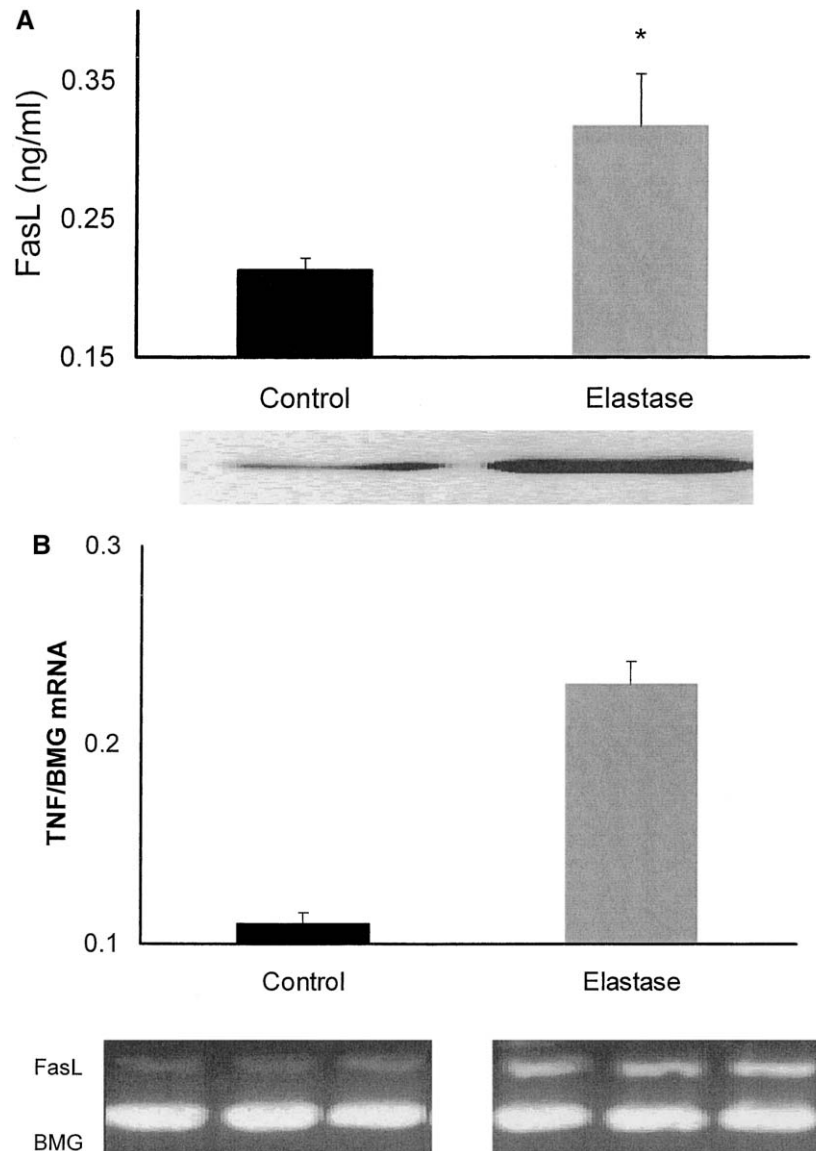 A
*
0.35
0.25
0.15
FasL (ng/ml)
Control Elastase
B
0.3
0.2
0.1
TNF/BMG mRNA
Control Elastase
FasL
BMG